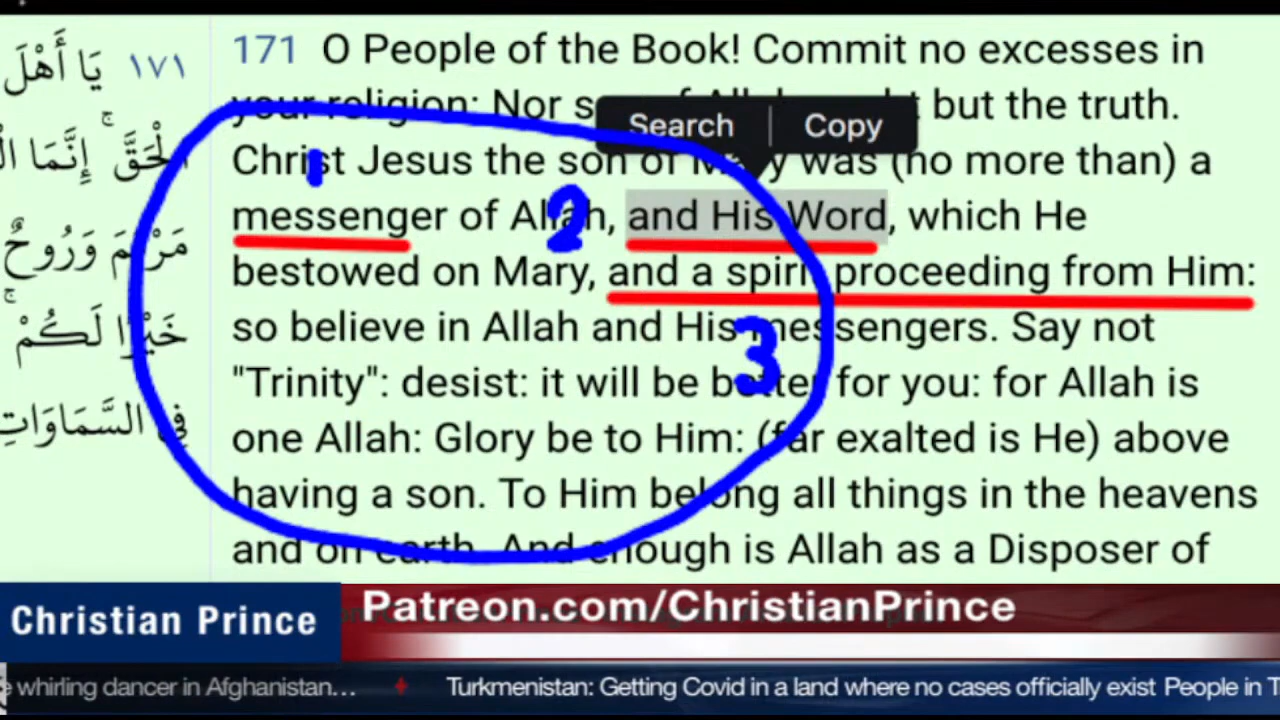 171 O People of the Book! Commit no excesses in
your religion: Nor but the truth.
Search Copy
Christ Jesus the son of Mary was (no more than) a
messenger of Allah, and His Word, which He
bestowed on Mary, and a spirit proceeding from Him:
so believe in Allah and His messengers. Say not
"Trinity": desist: it will be better for you: for Allah is
one Allah: Glory be to Him: (far exalted is He) above
having a son. To Him belong all things in the heavens
and on earth. And enough is Allah as a Disposer of
1
2
3
١٧١ يَا أَهْلَ
الْحَقَّ ۚ إِنَّمَا
مَرْيَمَ وَرُوحٌ
خَيْرًا لَكُمْ ۚ
فِي السَّمَاوَاتِ
Christian Prince
Patreon.com/ChristianPrince
whirling dancer in Afghanistan... Turkmenistan: Getting Covid in a land where no cases officially exist People in